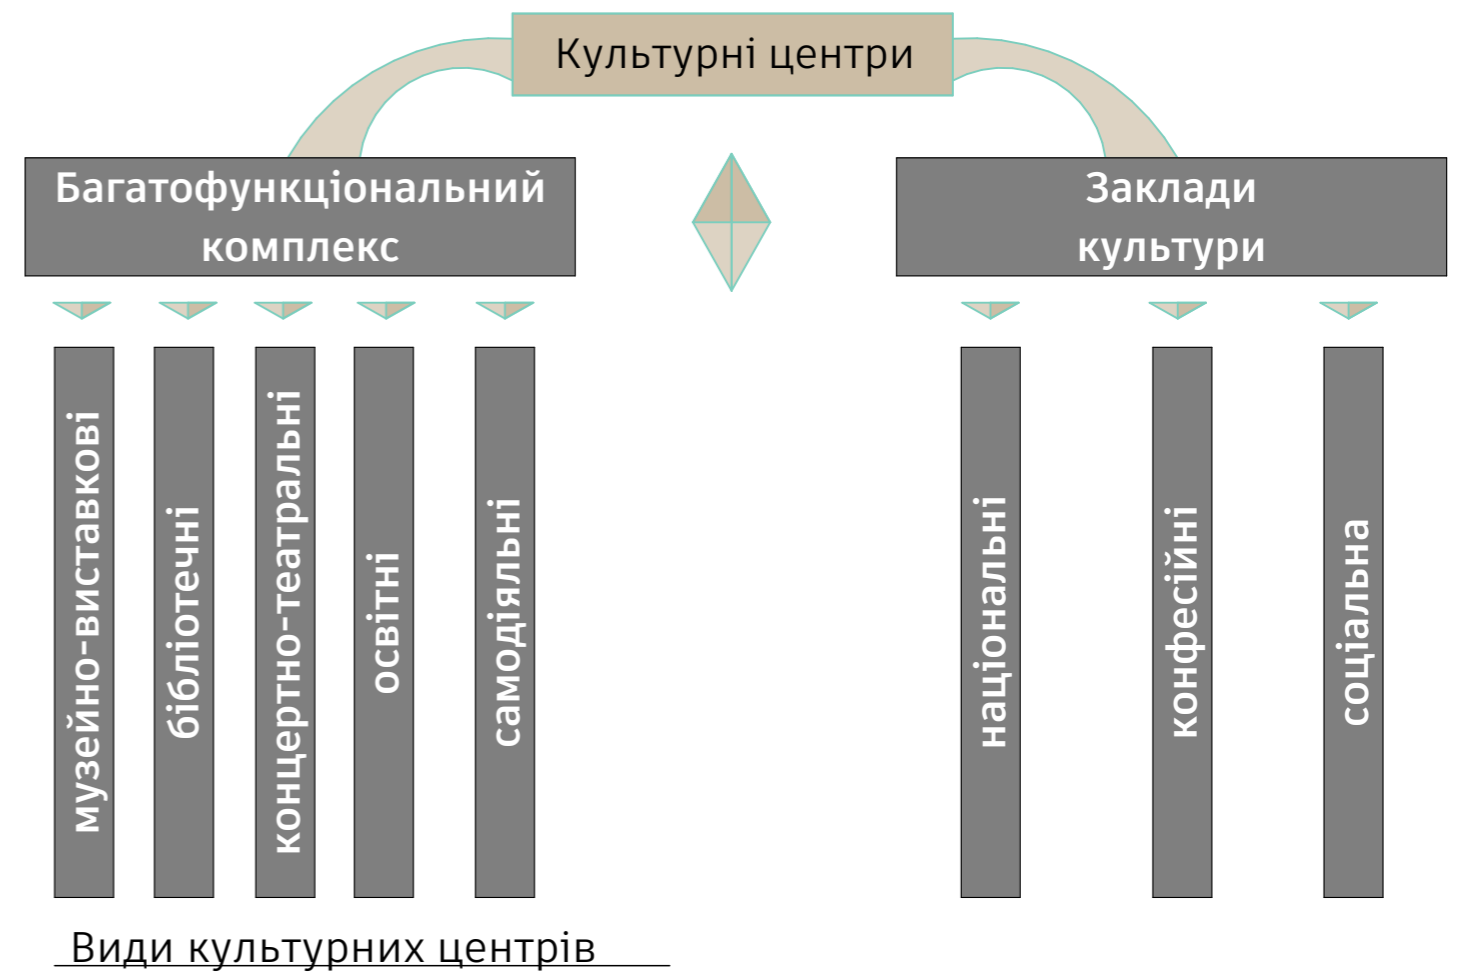 Культурні центри
Багатофункціональний
комплекс
Заклади
культури
музейно-виставкові
бібліотечні
концертно-театральні
освітні
самодіяльні
національні
конфесійні
соціальна
Види культурних центрів